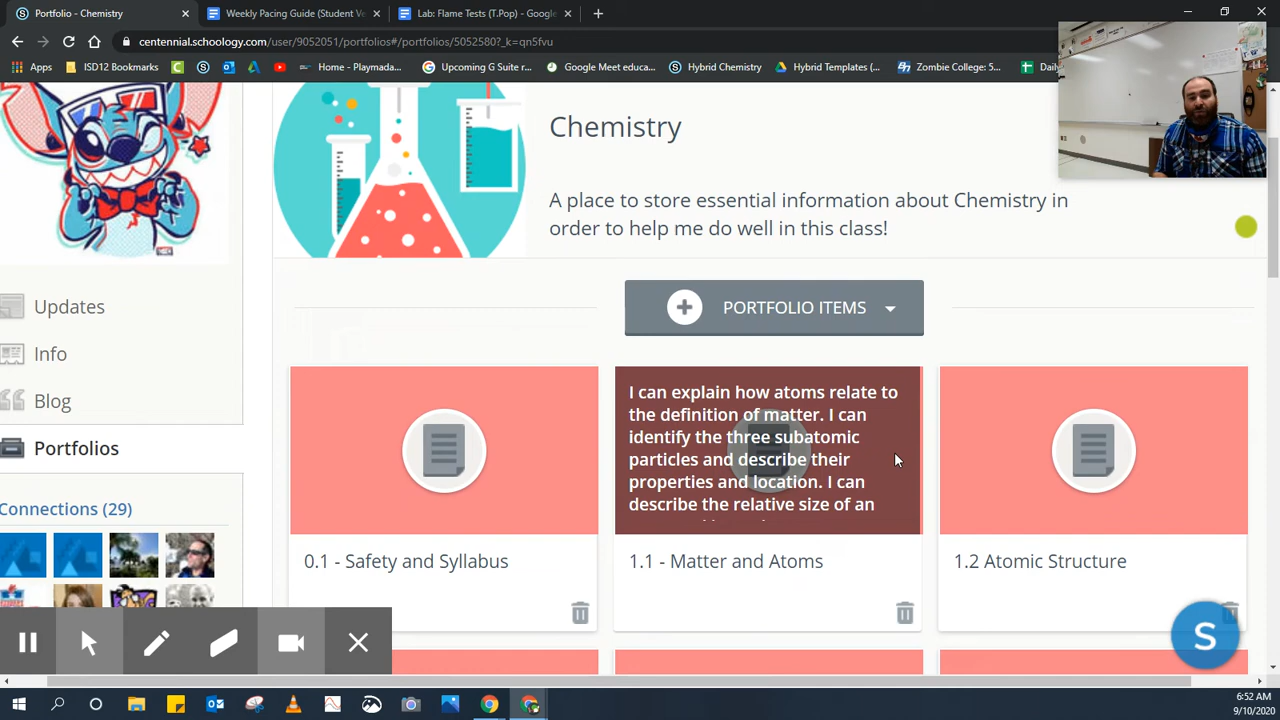 Portfolio - Chemistry
Weekly Pacing Guide (Student Ve
Lab: Flame Tests (T.Pop) - Google
centennial.schoology.com/user/9052051/portfolios#/portfolios/5052580?_k=qn5fvu
Apps
ISD12 Bookmarks
Home - Playmada...
Upcoming G Suite r...
Google Meet educa...
Hybrid Chemistry
Hybrid Templates (...
Zombie College: 5...
Chemistry
A place to store essential information about Chemistry in
order to help me do well in this class!
PORTFOLIO ITEMS
Updates
Info
Blog
Portfolios
Connections (29)
I can explain how atoms relate to
the definition of matter. I can
identify the three subatomic
particles and describe their
properties and location. I can
describe the relative size of an
0.1 - Safety and Syllabus
1.1 - Matter and Atoms
1.2 Atomic Structure
S
6:52 AM
9/10/2020